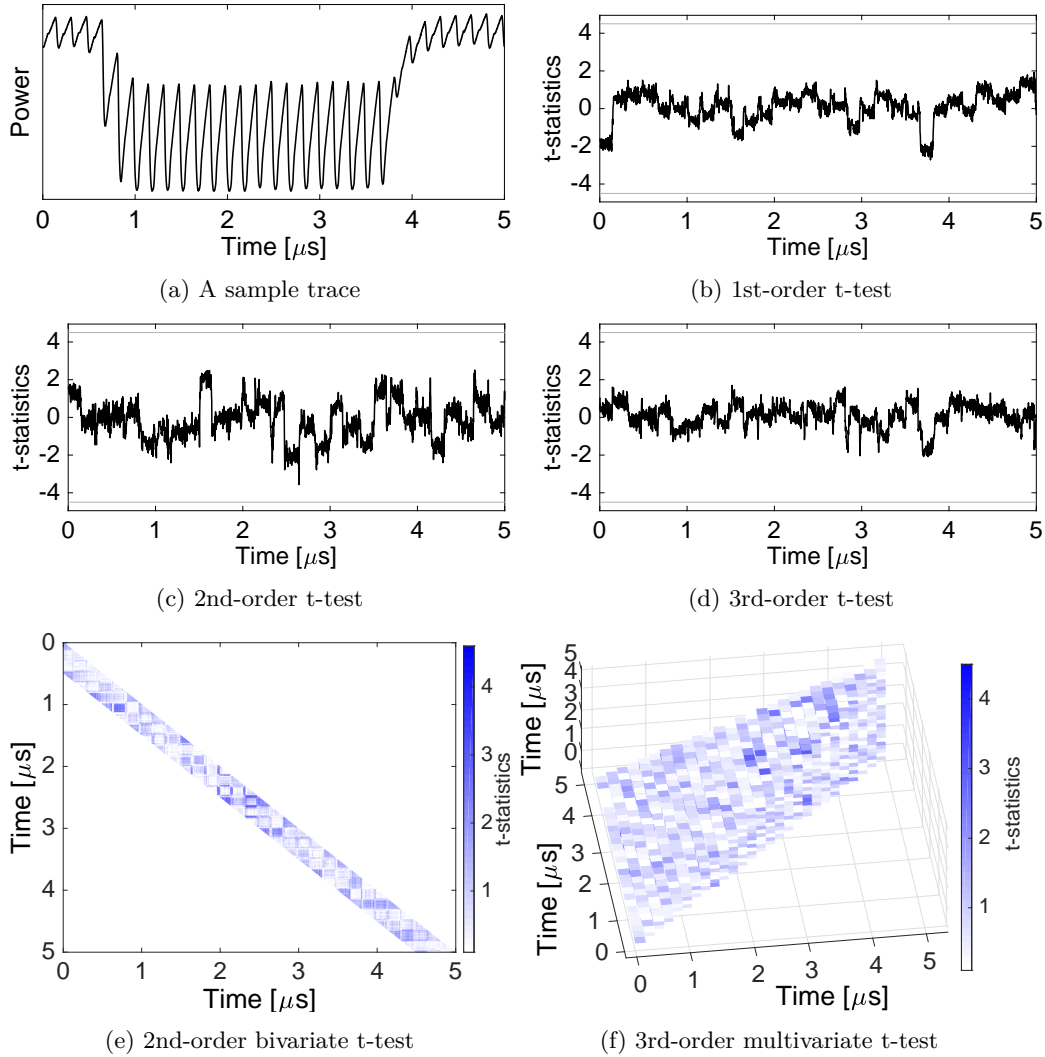 Power
0 1 2 3 4 5
Time [μs]
(a) A sample trace
t-statistics
4
2
0
-2
-4
0 1 2 3 4 5
Time [μs]
(b) 1st-order t-test
t-statistics
4
2
0
-2
-4
0 1 2 3 4 5
Time [μs]
(c) 2nd-order t-test
t-statistics
4
2
0
-2
-4
0 1 2 3 4 5
Time [μs]
(d) 3rd-order t-test
Time [μs]
0
1
2
3
4
5
0 1 2 3 4 5
Time [μs]
4
3
2
1
t-statistics
(e) 2nd-order bivariate t-test
Time [μs]
5
4
3
2
1
0
Time [μs]
5
4
3
2
1
0
0 1 2 3 4 5
Time [μs]
4
3
2
1
t-statistics
(f) 3rd-order multivariate t-test